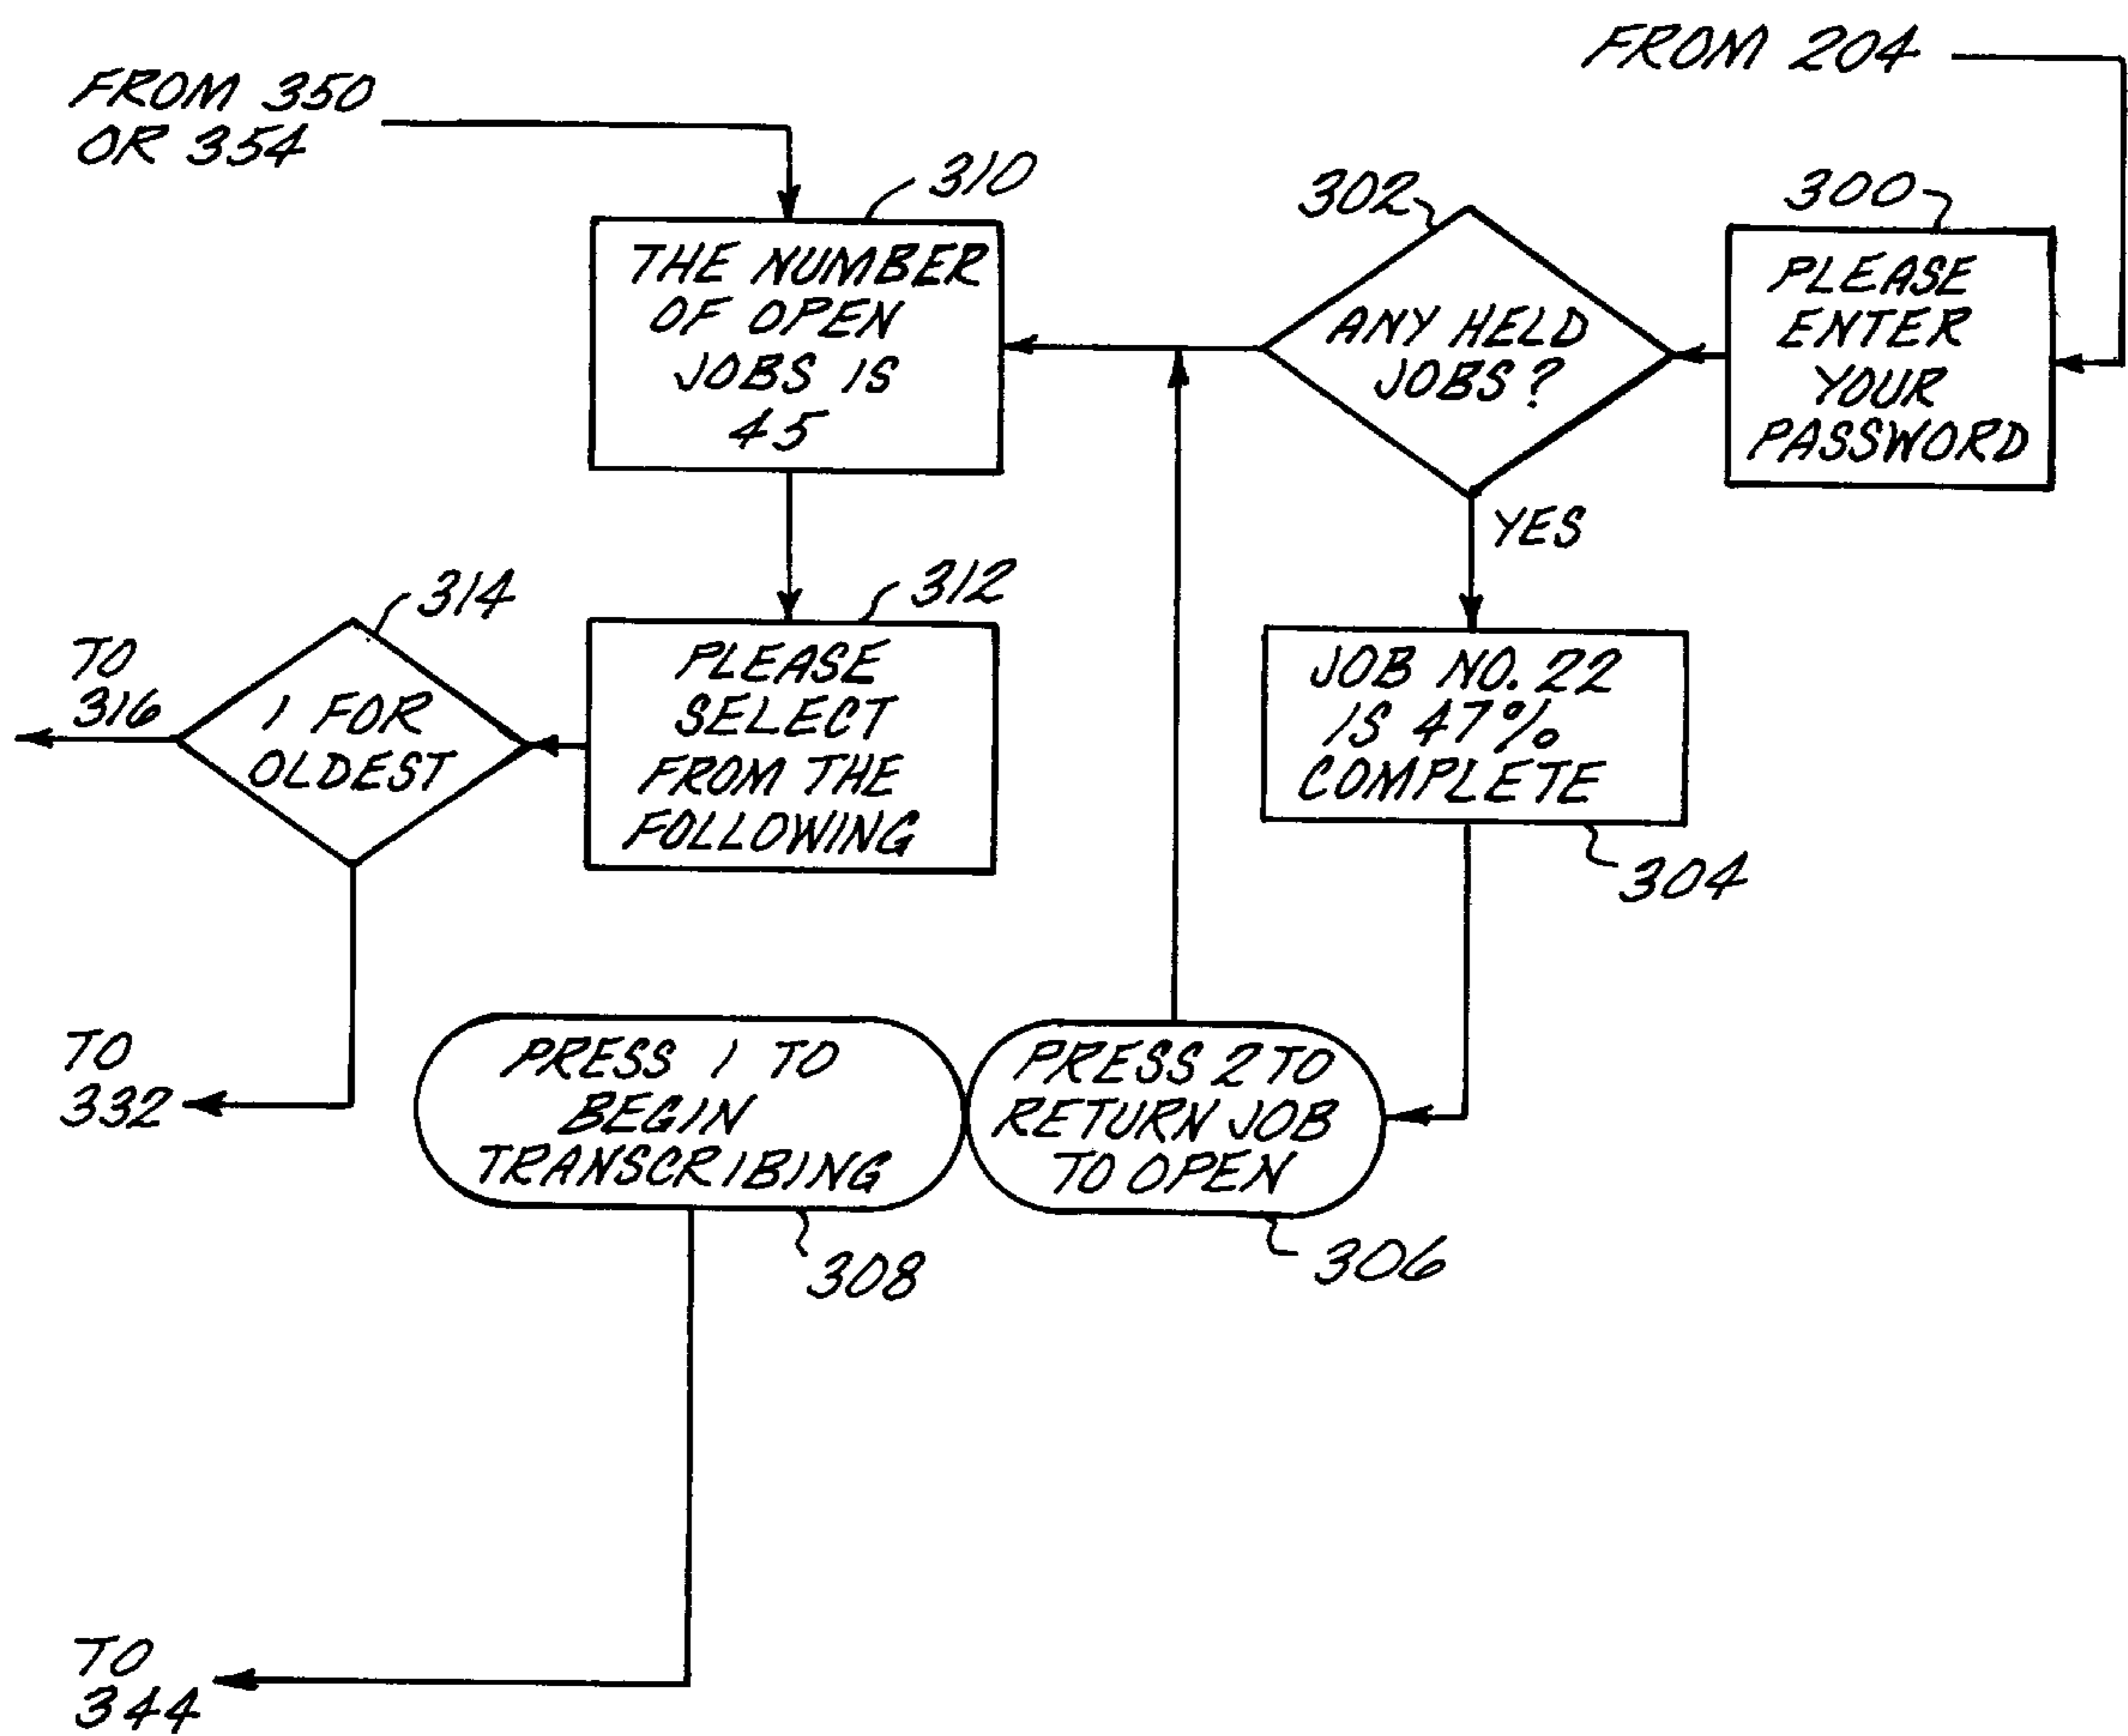 FROM 204
FROM 350
OR 354
310
302
300
THE NUMBER
OF OPEN
JOBS IS
45
ANY HELD
JOBS?
PLEASE
ENTER
YOUR
PASSWORD
YES
314
312
304
TO
316
1 FOR
OLDEST
PLEASE
SELECT
FROM THE
FOLLOWING
JOB NO. 22
IS 47%
COMPLETE
TO
332
PRESS 1 TO
BEGIN
TRANSCRIBING
PRESS 2 TO
RETURN JOB
TO OPEN
308
306
TO
344